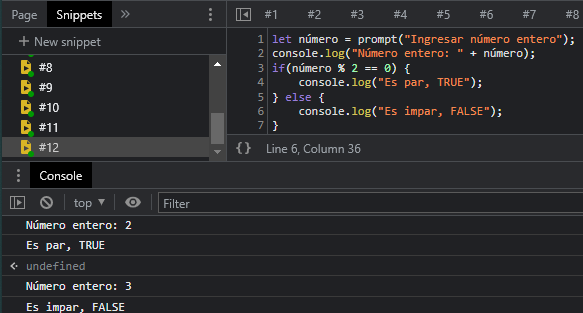 Page Snippets »
+ New snippet
#8
#9
#10
#11
#12
#1 #2 #3 #4 #5 #6 #7 #8
1 let número = prompt("Ingresar número entero");
2 console.log("Número entero: " + número);
3 if(número % 2 == 0) {
4 console.log("Es par, TRUE");
5 } else {
6 console.log("Es impar, FALSE");
7 }
{} Line 6, Column 36
Console
top ▼ Filter
Número entero: 2
Es par, TRUE
undefined
Número entero: 3
Es impar, FALSE